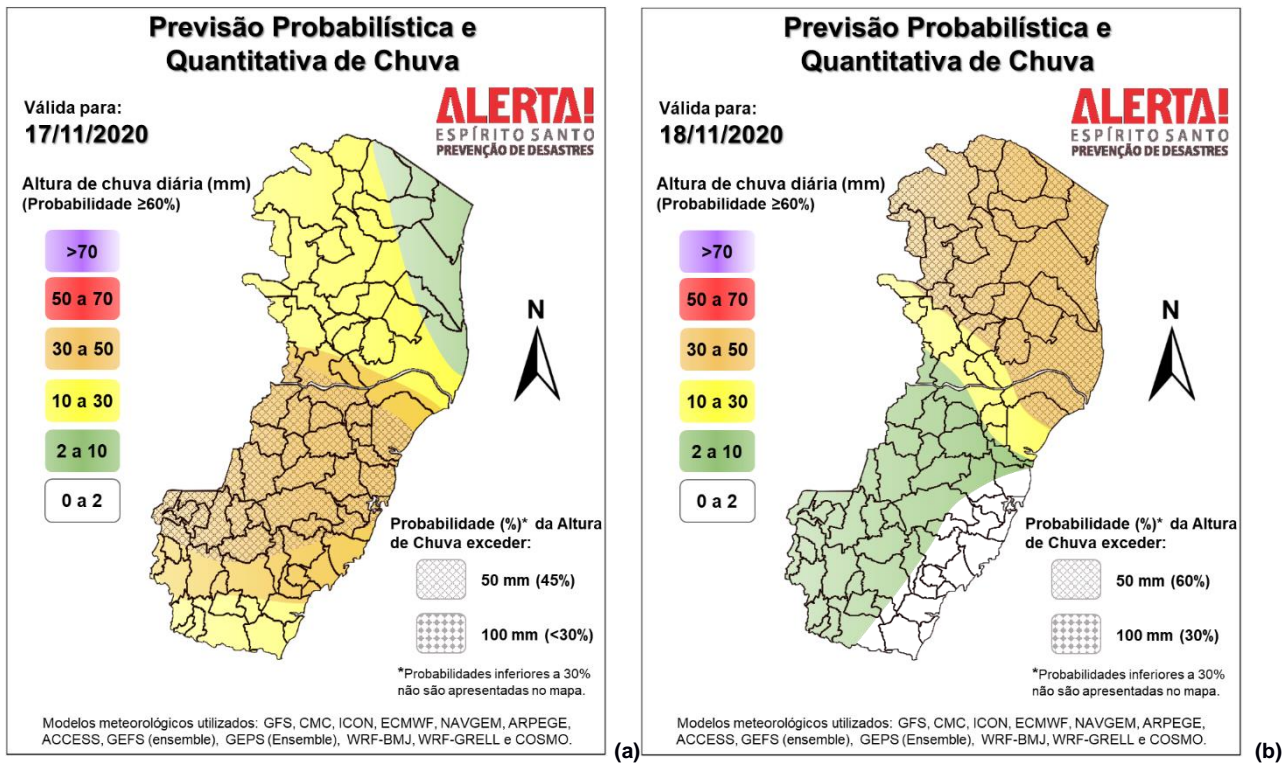 Previsão Probabilística e
Quantitativa de Chuva
Válida para:
17/11/2020
ALERTA!
ESPÍRITO SANTO
PREVENÇÃO DE DESASTRES
Altura de chuva diária (mm)
(Probabilidade ≥60%)
>70
50 a 70
30 a 50
10 a 30
2 a 10
0 a 2
N
Probabilidade (%)* da Altura
de Chuva exceder:
50 mm (45%)
100 mm (<30%)
*Probabilidades inferiores a 30%
não são apresentadas no mapa.
Modelos meteorológicos utilizados: GFS, CMC, ICON, ECMWF, NAVGEM, ARPEGE,
ACCESS, GEFS (ensemble), GEPS (Ensemble), WRF-BMJ, WRF-GRELL e COSMO.
(a)
Previsão Probabilística e
Quantitativa de Chuva
Válida para:
18/11/2020
ALERTA!
ESPÍRITO SANTO
PREVENÇÃO DE DESASTRES
Altura de chuva diária (mm)
(Probabilidade ≥60%)
>70
50 a 70
30 a 50
10 a 30
2 a 10
0 a 2
N
Probabilidade (%)* da Altura
de Chuva exceder:
50 mm (60%)
100 mm (30%)
*Probabilidades inferiores a 30%
não são apresentadas no mapa.
Modelos meteorológicos utilizados: GFS, CMC, ICON, ECMWF, NAVGEM, ARPEGE,
ACCESS, GEFS (ensemble), GEPS (Ensemble), WRF-BMJ, WRF-GRELL e COSMO.
(b)